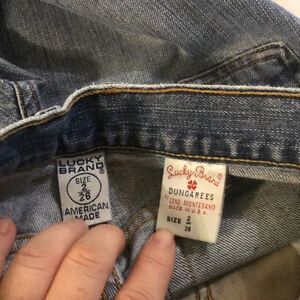 LUCKY
BRAND
SIZE
2
26
AMERICAN
MADE
Lucky Brand
DUNGAREES
BY GENE MONTESANO
MADE IN U.S.A.
SIZE 2
26